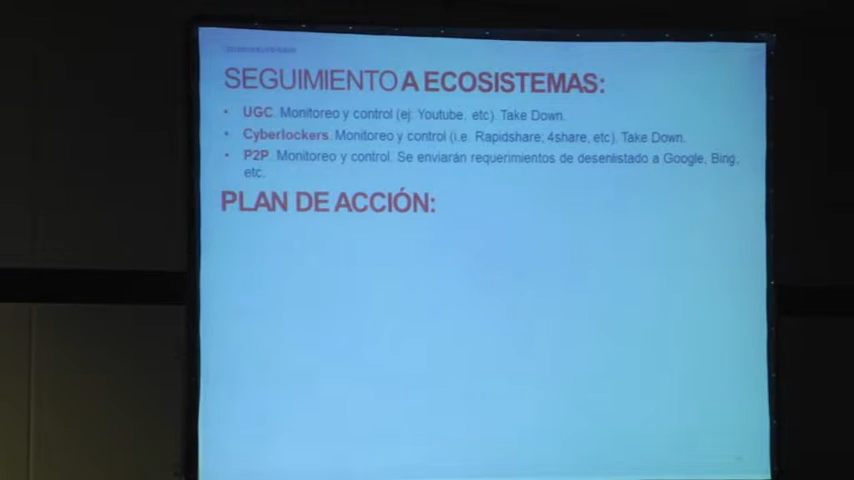 SEGUIMIENTO A ECOSISTEMAS:
• UGC. Monitoreo y control (ej: Youtube, etc). Take Down.
• Cyberlockers. Monitoreo y control (i.e. Rapidshare; 4share, etc). Take Down.
• P2P. Monitoreo y control. Se enviarán requerimientos de desenlistado a Google, Bing,
etc.
PLAN DE ACCIÓN: